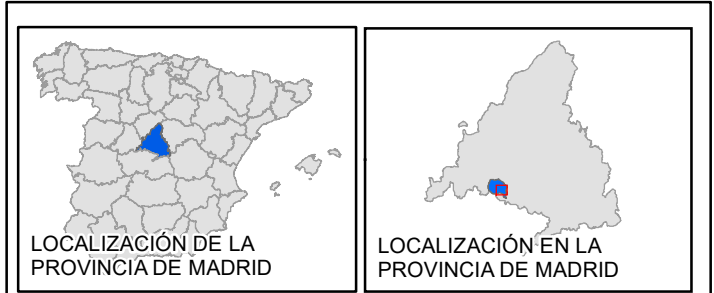 LOCALIZACIÓN DE LA
PROVINCIA DE MADRID
LOCALIZACIÓN EN LA
PROVINCIA DE MADRID